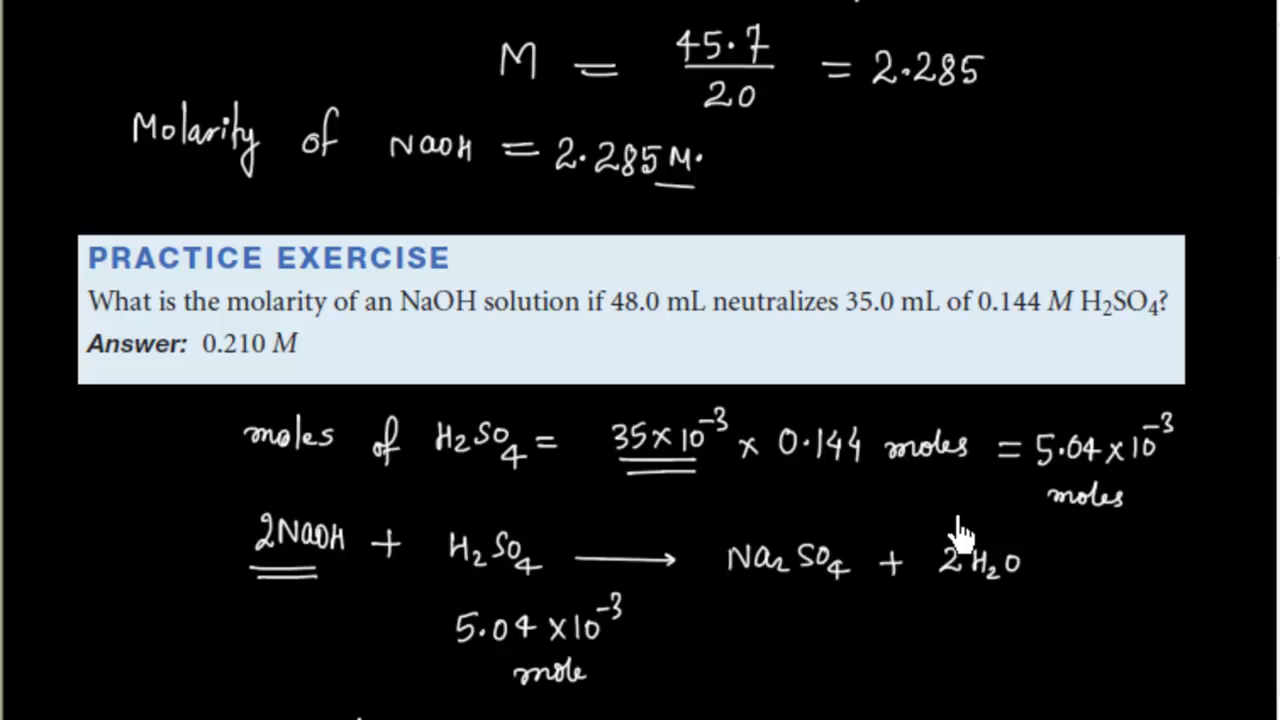 M = 45.7 / 20 = 2.285
Molarity of NaOH = 2.285 M.
PRACTICE EXERCISE
What is the molarity of an NaOH solution if 48.0 mL neutralizes 35.0 mL of 0.144 M H₂SO₄?
Answer: 0.210 M
moles of H₂SO₄ = 35×10⁻³ × 0.144 moles = 5.04×10⁻³
moles
2NaOH + H₂SO₄ ⟶ Na₂SO₄ + 2H₂O
5.04×10⁻³
mole